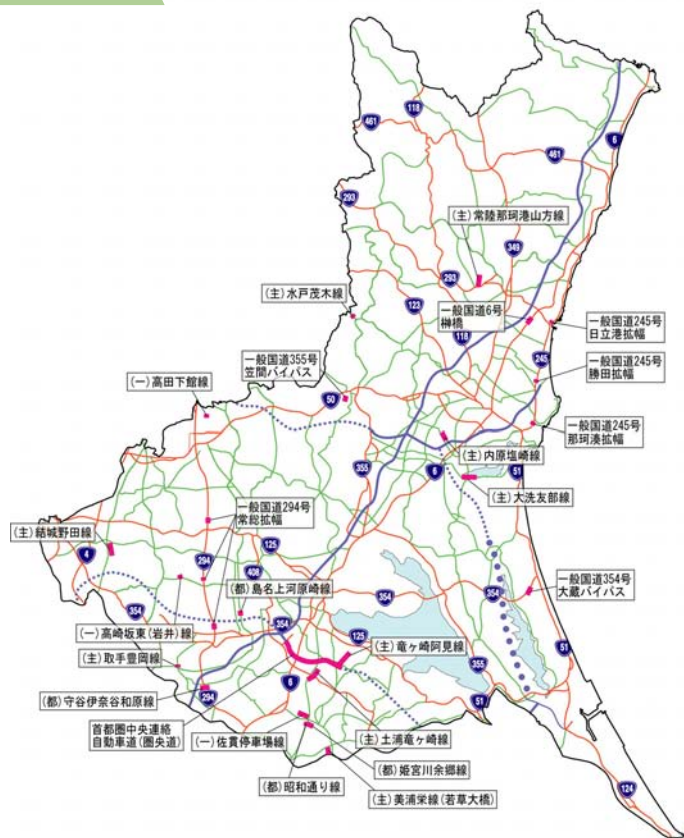 118
461
6
461
293
(主)常陸那珂港山方線
349
293
(主)水戸茂木線
123
一般国道6号
榊橋
118
一般国道245号
日立港拡幅
245
一般国道355号
笠間バイパス
一般国道245号
勝田拡幅
(一)高田下館線
50
一般国道245号
那珂湊拡幅
(主)内原塩崎線
355
6
51
(主)大洗友部線
一般国道294号
常総拡幅
(主)結城野田線
4
125
294
408
(都)島名上河原崎線
一般国道354号
大蔵バイパス
354
354
354
354
125
(一)高崎坂東(岩井)線
(主)竜ヶ崎阿見線
51
(主)取手豊岡線
355
6
(都)守谷伊奈谷和原線
294
51
首都圏中央連絡
自動車道(圏央道)
(一)佐貫停車場線
(主)土浦竜ヶ崎線
(都)姫宮川余郷線
(都)昭和通り線
(主)美浦栄線(若草大橋)
124